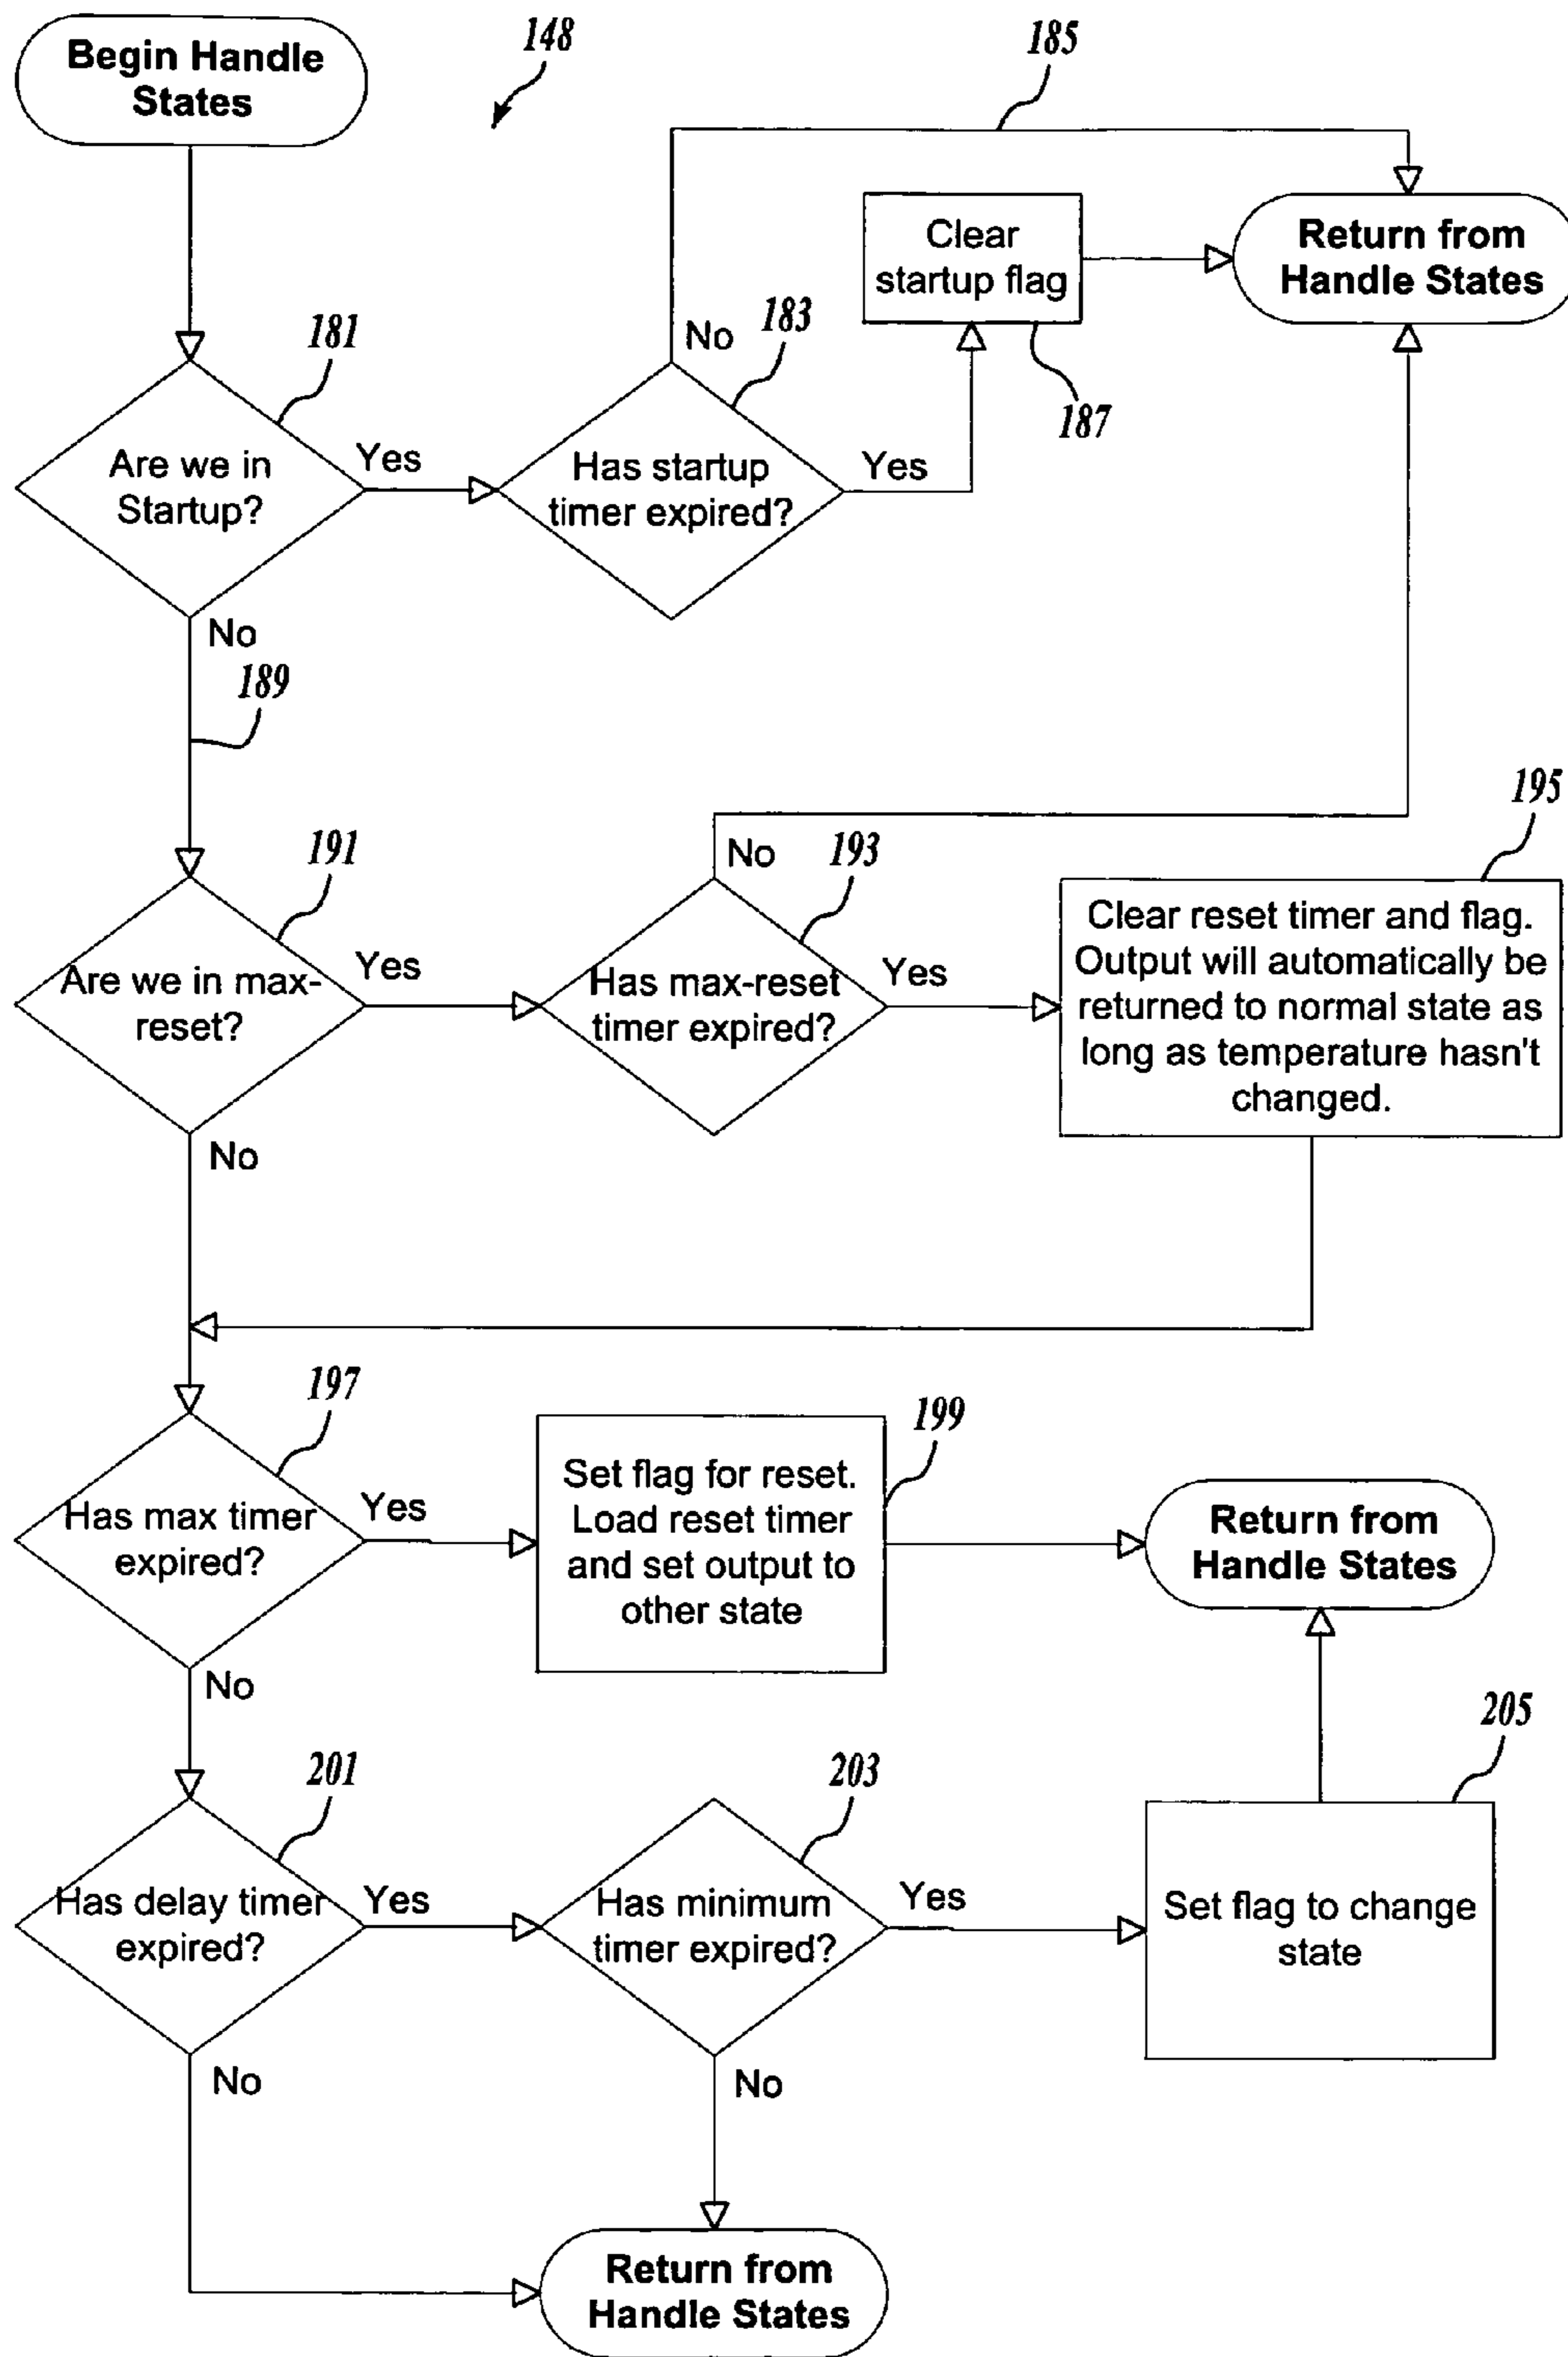 Begin Handle
States
148
185
Clear
startup flag
Return from
Handle States
187
181
Are we in
Startup?
Yes
No
183
Has startup
timer expired?
Yes
No
189
191
Are we in max-
reset?
Yes
No
193
Has max-reset
timer expired?
Yes
195
Clear reset timer and flag.
Output will automatically be
returned to normal state as
long as temperature hasn't
changed.
No
197
Has max timer
expired?
Yes
199
Set flag for reset.
Load reset timer
and set output to
other state
Return from
Handle States
No
201
Has delay timer
expired?
Yes
203
Has minimum
timer expired?
Yes
205
Set flag to change
state
No
No
Return from
Handle States